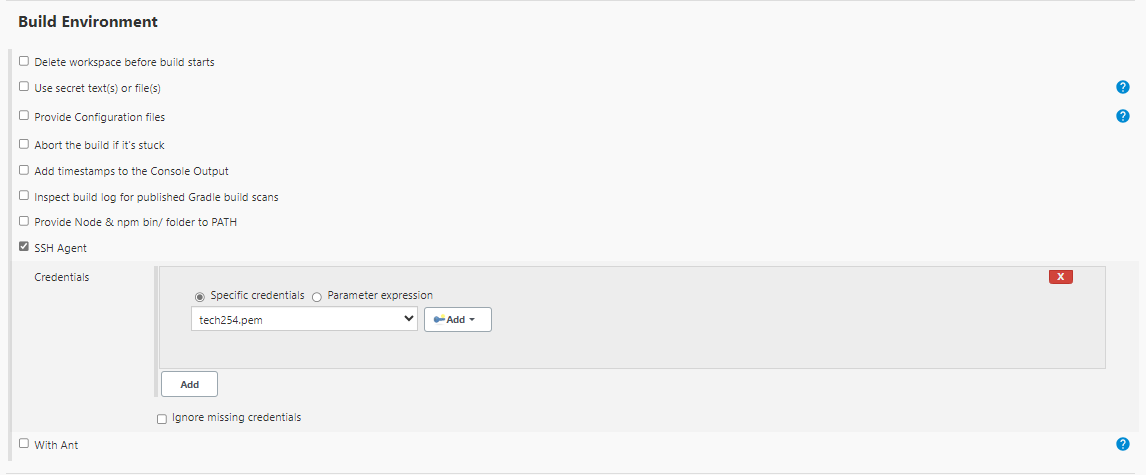 Build Environment
Delete workspace before build starts
Use secret text(s) or file(s)
?
Provide Configuration files
?
Abort the build if it's stuck
Add timestamps to the Console Output
Inspect build log for published Gradle build scans
Provide Node & npm bin/ folder to PATH
SSH Agent
Credentials
X
Specific credentials Parameter expression
tech254.pem Add
Add
Ignore missing credentials
With Ant
?